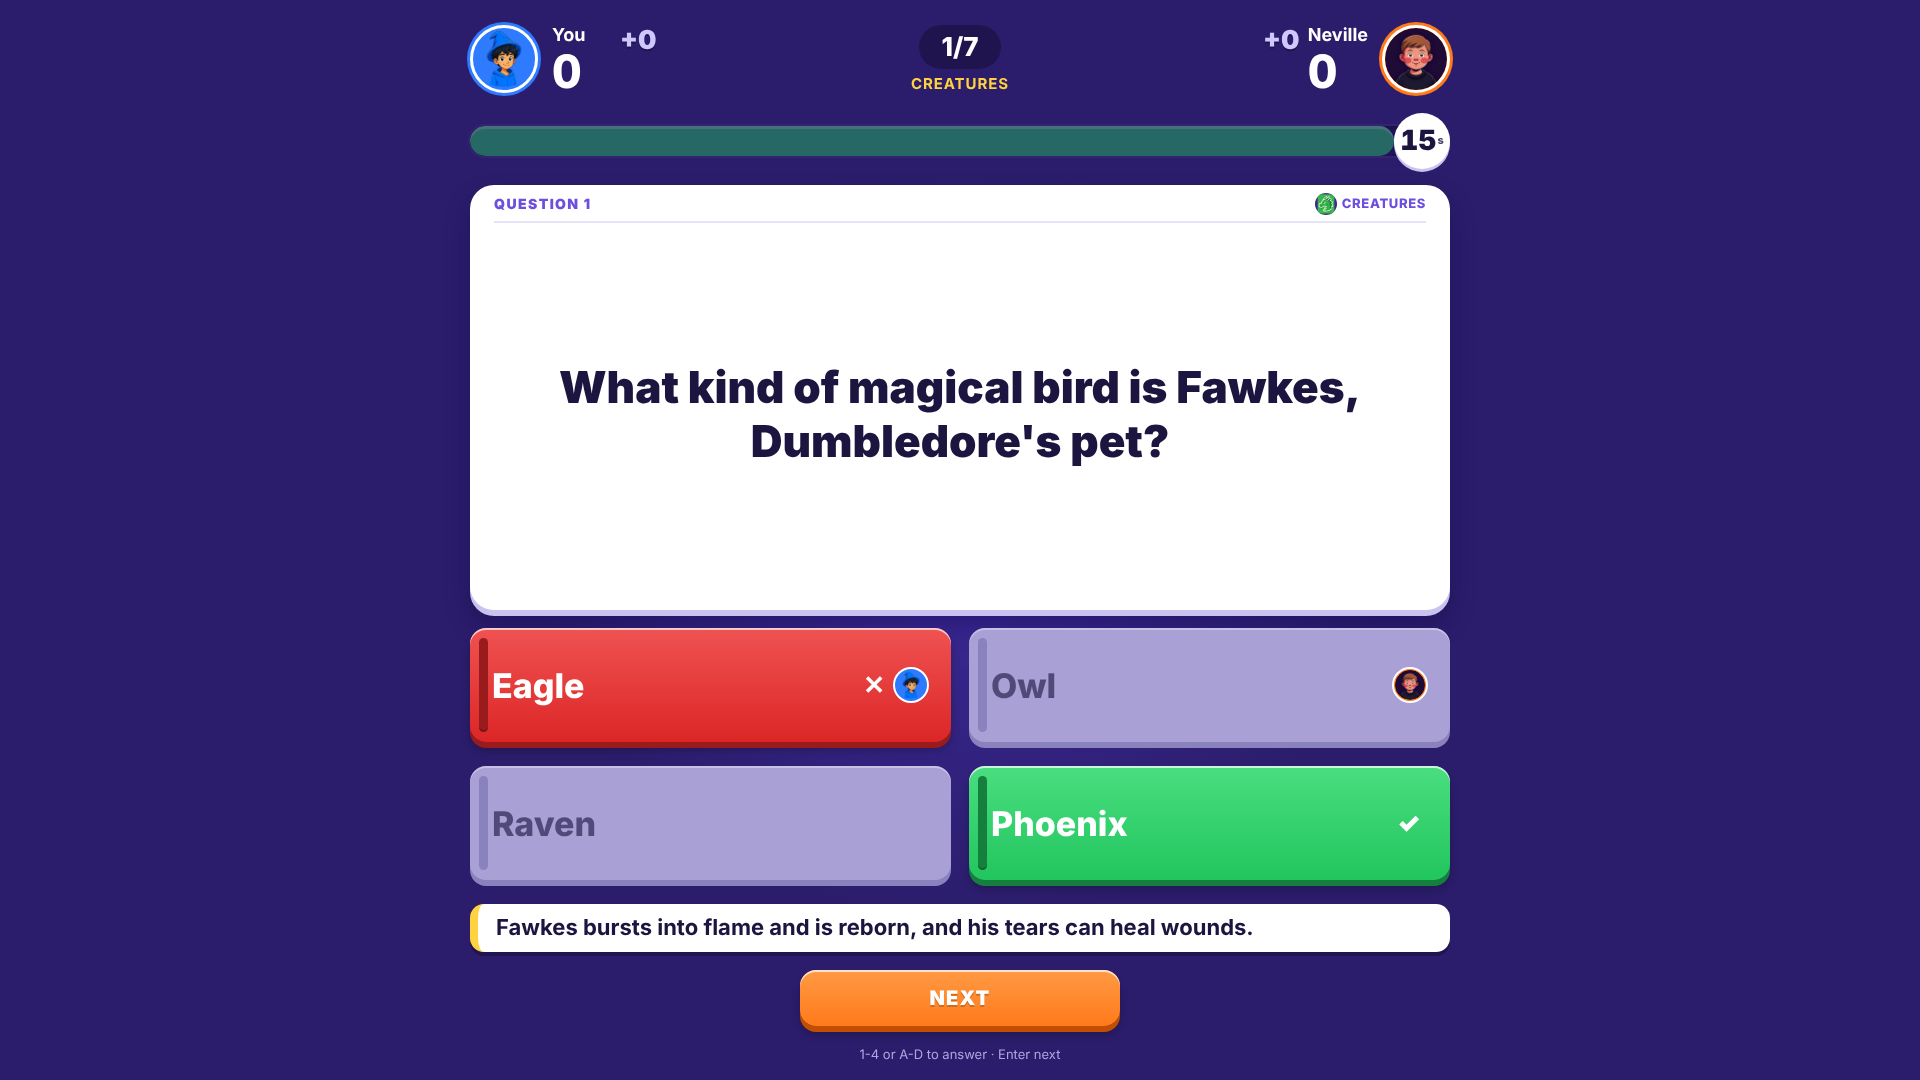 You
0
+0
1/7
CREATURES
+0
Neville
0
15s
QUESTION 1
CREATURES
What kind of magical bird is Fawkes,
Dumbledore's pet?
Eagle
Owl
Raven
Phoenix
Fawkes bursts into flame and is reborn, and his tears can heal wounds.
NEXT
1-4 or A-D to answer · Enter next